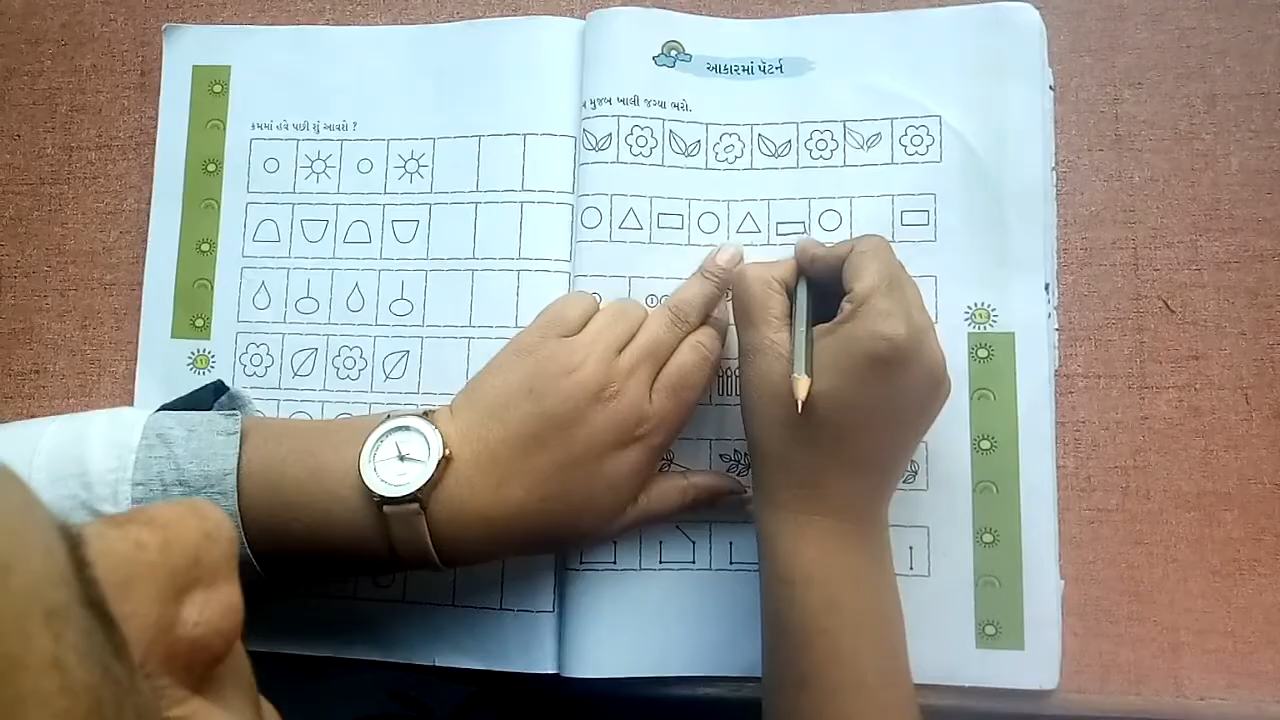 ક્રમમાં હવે પછી શું આવશે ?
આકારમાં પૅટર્ન
મુજબ ખાલી જગ્યા ભરો.